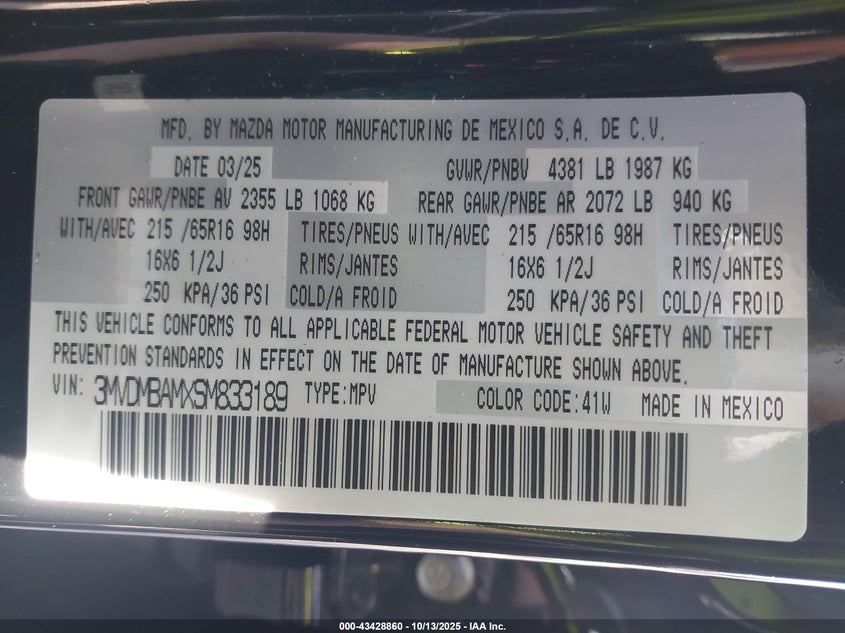 MFD. BY MAZDA MOTOR MANUFACTURING DE MEXICO S.A. DE C.V.
DATE 03/25 GVWR/PNBV 4381 LB 1987 KG
FRONT GAWR/PNBE AV 2355 LB 1068 KG REAR GAWR/PNBE AR 2072 LB 940 KG
WITH/AVEC 215 /65R16 98H TIRES/PNEUS WITH/AVEC 215 /65R16 98H TIRES/PNEUS
16X6 1/2J RIMS/JANTES 16X6 1/2J RIMS/JANTES
250 KPA/36 PSI COLD/A FROID 250 KPA/36 PSI COLD/A FROID
THIS VEHICLE CONFORMS TO ALL APPLICABLE FEDERAL MOTOR VEHICLE SAFETY AND THEFT
PREVENTION STANDARDS IN EFFECT ON THE DATE OF MANUFACTURE SHOWN ABOVE.
VIN: 3MVDMBAMXSM833189 TYPE:MPV COLOR CODE:41W MADE IN MEXICO
000-43428860 - 10/13/2025 - IAA Inc.